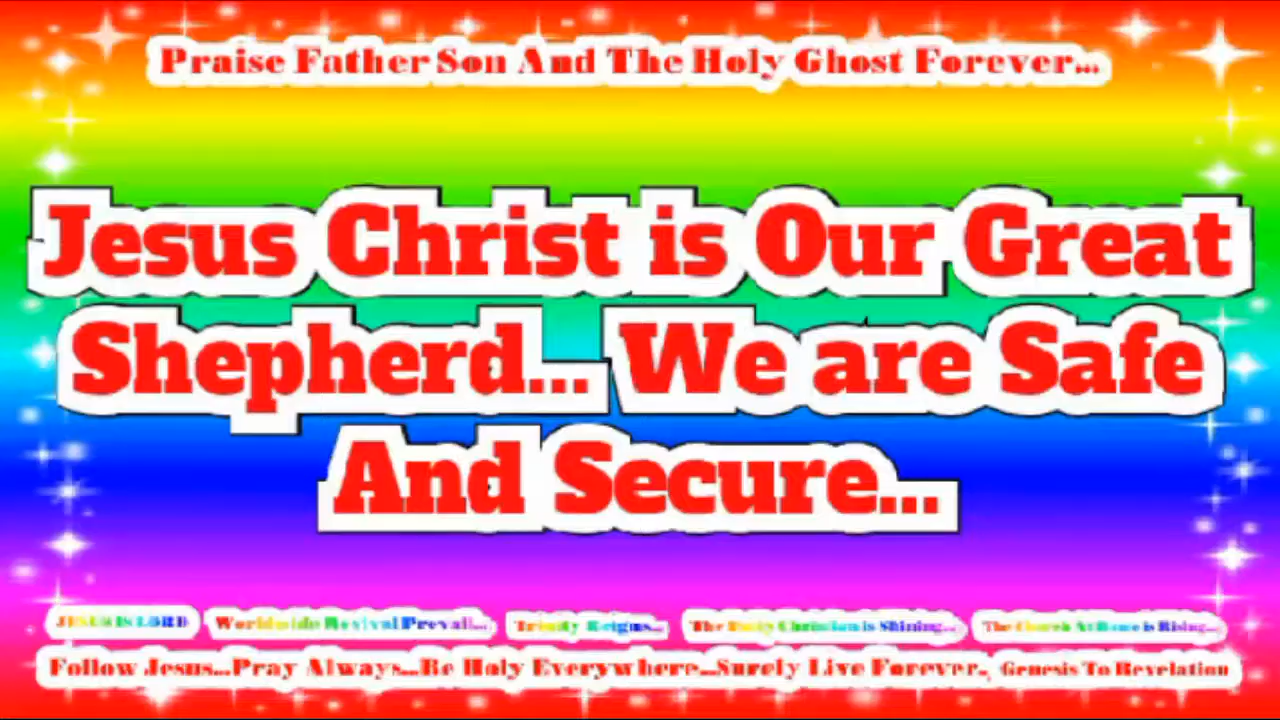 Praise Father Son And The Holy Ghost Forever...
Jesus Christ is Our Great
Shepherd... We are Safe
And Secure...
JESUS IS LORD Worldwide Revival Prevail... Trinity Reigns... The Christian is Shining... The Church At Home is Rising...
Follow Jesus...Pray Always...Be Holy Everywhere...Surely Live Forever.. Genesis To Revelation